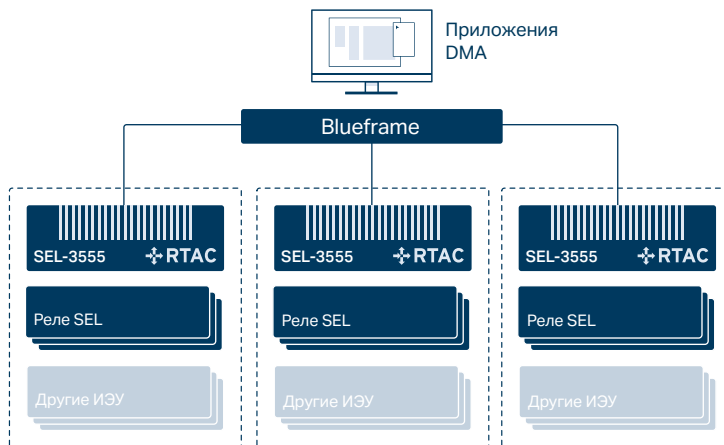 Приложения
DMA
Blueframe
SEL-3555 RTAC
SEL-3555 RTAC
SEL-3555 RTAC
Реле SEL
Реле SEL
Реле SEL
Другие ИЭУ
Другие ИЭУ
Другие ИЭУ